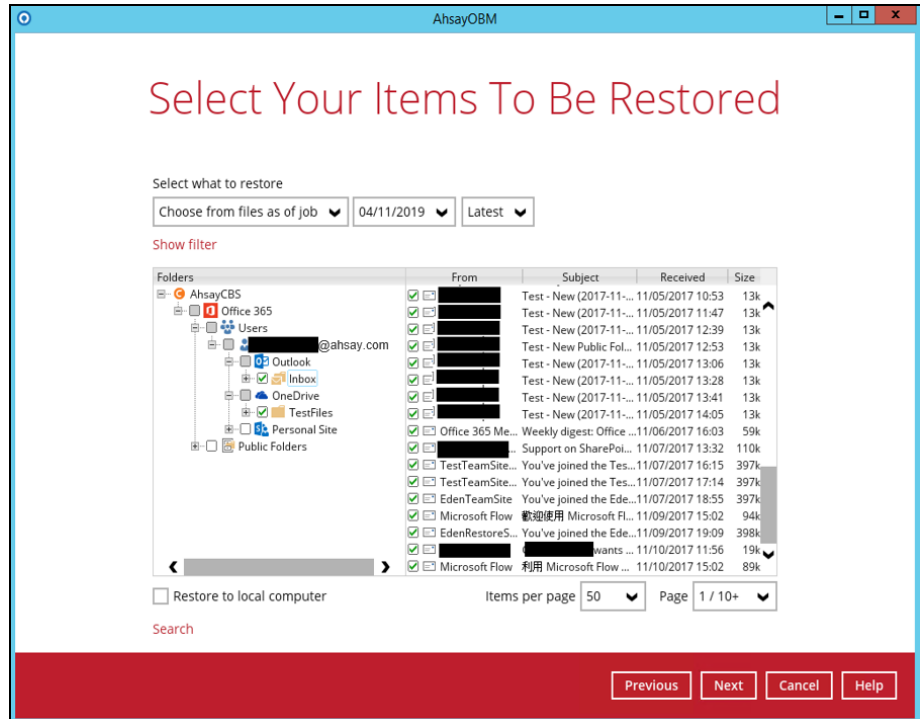 AhsayOBM
Select Your Items To Be Restored
Select what to restore
Choose from files as of job 04/11/2019 Latest
Show filter
Folders From Subject Received Size
AhsayCBS
Office 365
Users
@ahsay.com
Outlook
Inbox
OneDrive
TestFiles
Personal Site
Public Folders
Test - New (2017-11-... 11/05/2017 10:53 13k
Test - New (2017-11-... 11/05/2017 11:47 13k
Test - New (2017-11-... 11/05/2017 12:39 13k
Test - New Public Fol... 11/05/2017 12:53 13k
Test - New (2017-11-... 11/05/2017 13:06 13k
Test - New (2017-11-... 11/05/2017 13:28 13k
Test - New (2017-11-... 11/05/2017 13:41 13k
Test - New (2017-11-... 11/05/2017 14:05 13k
Office 365 Me... Weekly digest: Office ... 11/06/2017 16:03 59k
... Support on SharePoi... 11/07/2017 13:32 110k
TestTeamSite... You've joined the Tes... 11/07/2017 16:15 397k
TestTeamSite... You've joined the Tes... 11/07/2017 17:14 397k
EdenTeamSite You've joined the Ede... 11/07/2017 18:55 397k
Microsoft Flow 歡迎使用 Microsoft Fl... 11/09/2017 15:02 94k
EdenRestoreS... You've joined the Ede... 11/09/2017 19:09 398k
wants ... 11/10/2017 11:56 19k
Microsoft Flow 利用 Microsoft Flow ... 11/10/2017 15:02 89k
Restore to local computer Items per page 50 Page 1 / 10+
Search
Previous Next Cancel Help